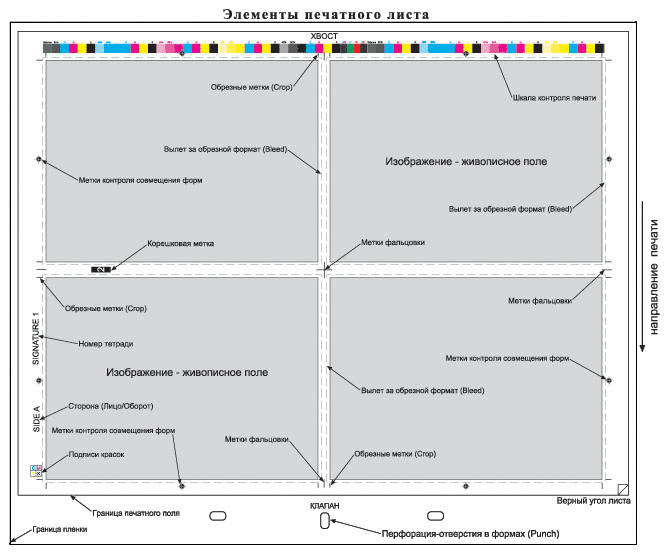 Элементы печатного листа
ХВОСТ
Обрезные метки (Crop)
Шкала контроля печати
Вылет за обрезной формат (Bleed)
Изображение - живописное поле
Метки контроля совмещения форм
Вылет за обрезной формат (Bleed)
Корешковая метка
Метки фальцовки
2
направление печати
Обрезные метки (Crop)
Метки фальцовки
SIGNATURE 1
Номер тетради
Метки контроля совмещения форм
Изображение - живописное поле
Вылет за обрезной формат (Bleed)
SIDE A
Сторона (Лицо/Оборот)
Метки контроля совмещения форм
Метки фальцовки
Подписи красок
Обрезные метки (Crop)
Верный угол листа
Граница печатного поля
КЛАПАН
Граница пленки
Перфорация-отверстия в формах (Punch)